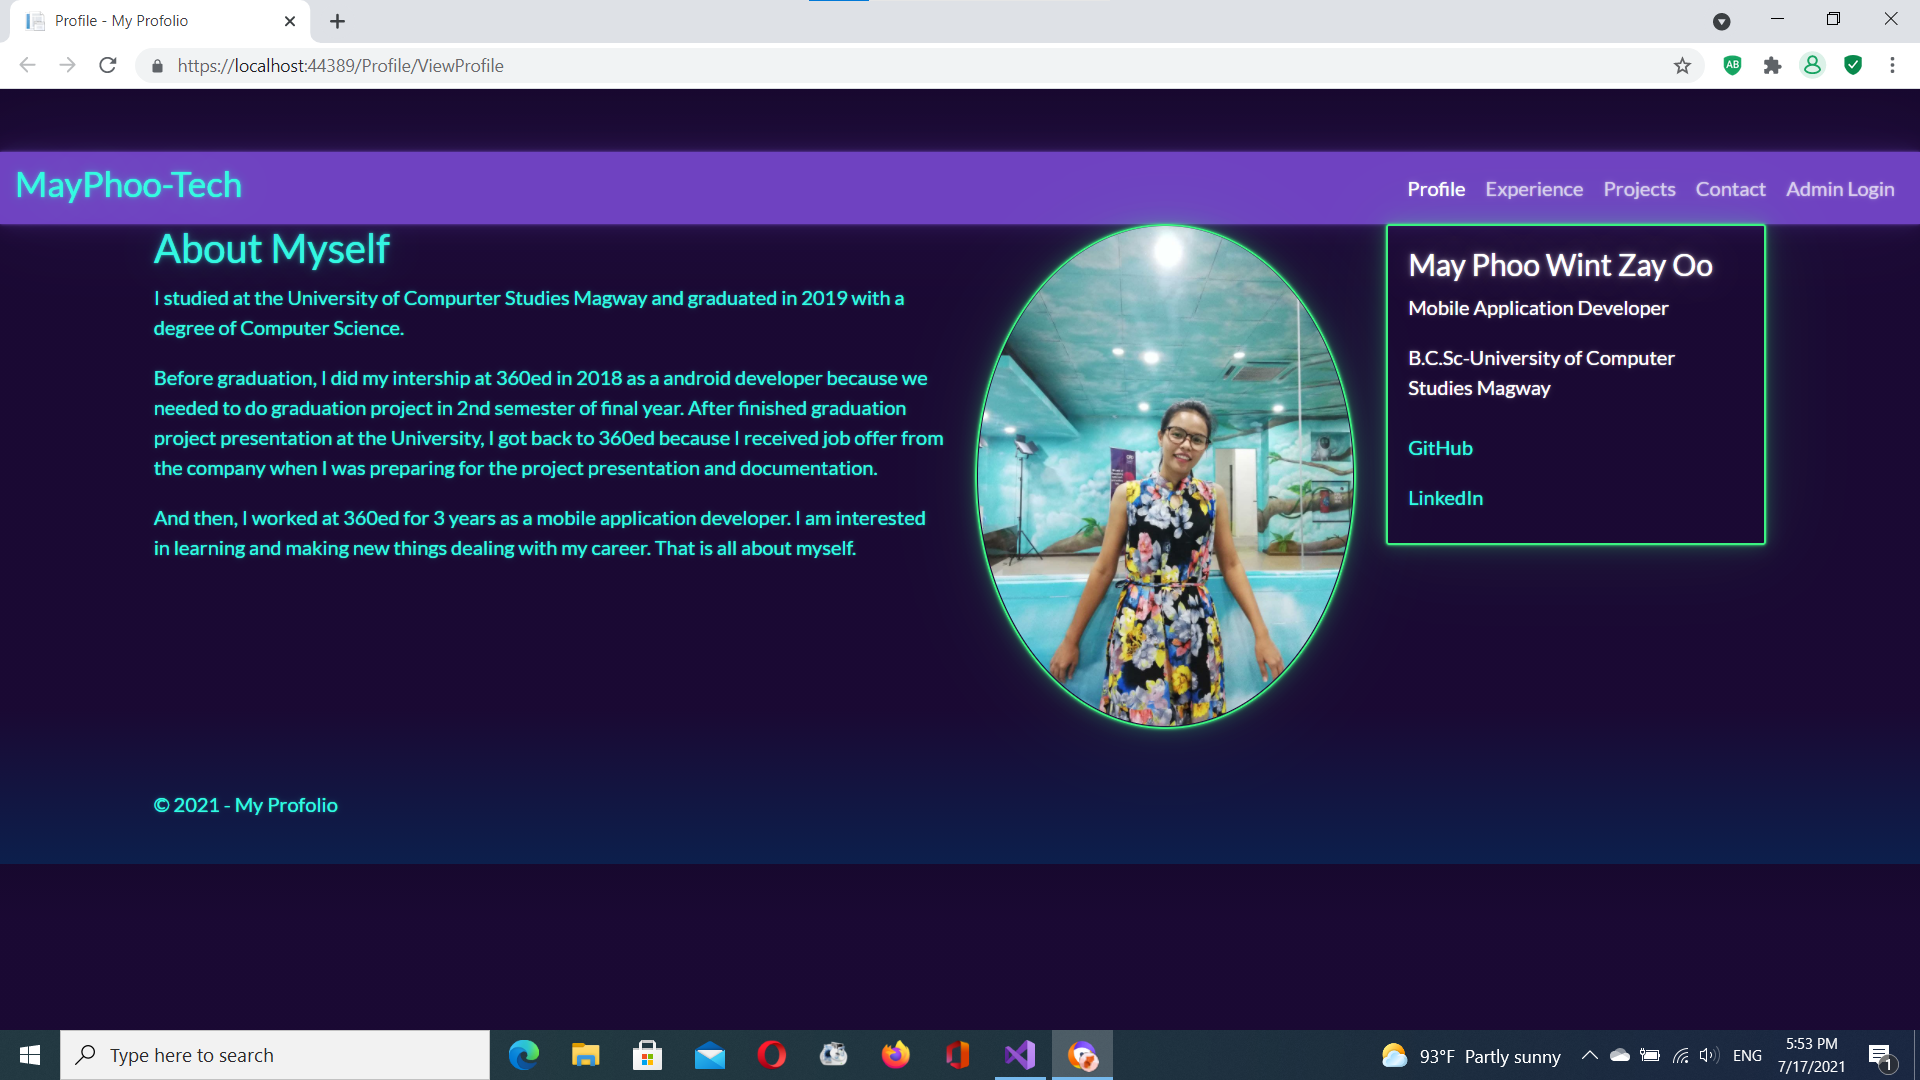 Profile - My Profolio
https://localhost:44389/Profile/ViewProfile
AB
MayPhoo-Tech
Profile Experience Projects Contact Admin Login
About Myself
I studied at the University of Compurter Studies Magway and graduated in 2019 with a
degree of Computer Science.
Before graduation, I did my intership at 360ed in 2018 as a android developer because we
needed to do graduation project in 2nd semester of final year. After finished graduation
project presentation at the University, I got back to 360ed because I received job offer from
the company when I was preparing for the project presentation and documentation.
And then, I worked at 360ed for 3 years as a mobile application developer. I am interested
in learning and making new things dealing with my career. That is all about myself.
May Phoo Wint Zay Oo
Mobile Application Developer
B.C.Sc-University of Computer
Studies Magway
GitHub
LinkedIn
© 2021 - My Profolio
Type here to search
93°F Partly sunny
ENG
5:53 PM
7/17/2021
1